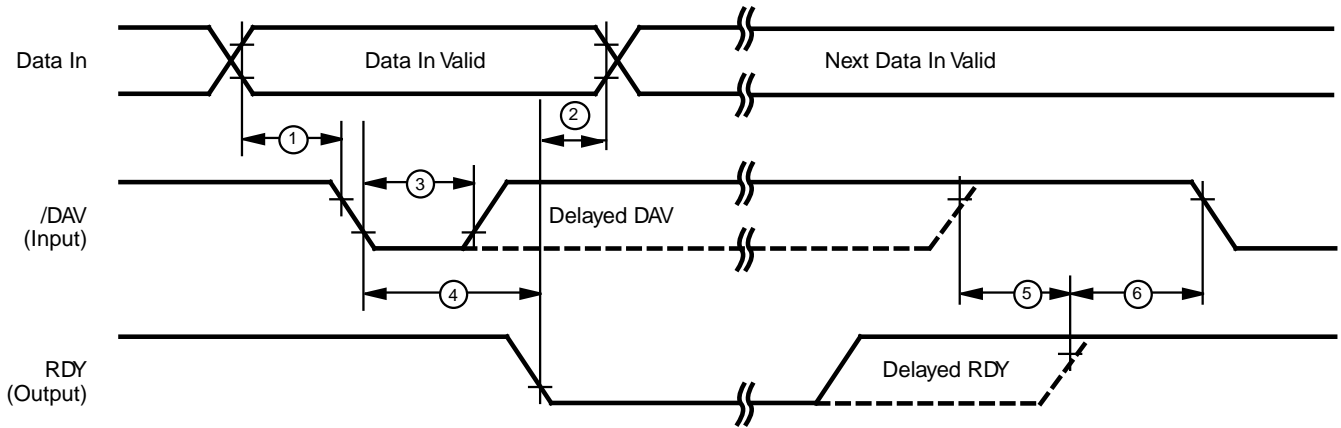 Data In
Data In Valid
Next Data In Valid
1
2
3
/DAV
(Input)
Delayed DAV
4
5
6
RDY
(Output)
Delayed RDY